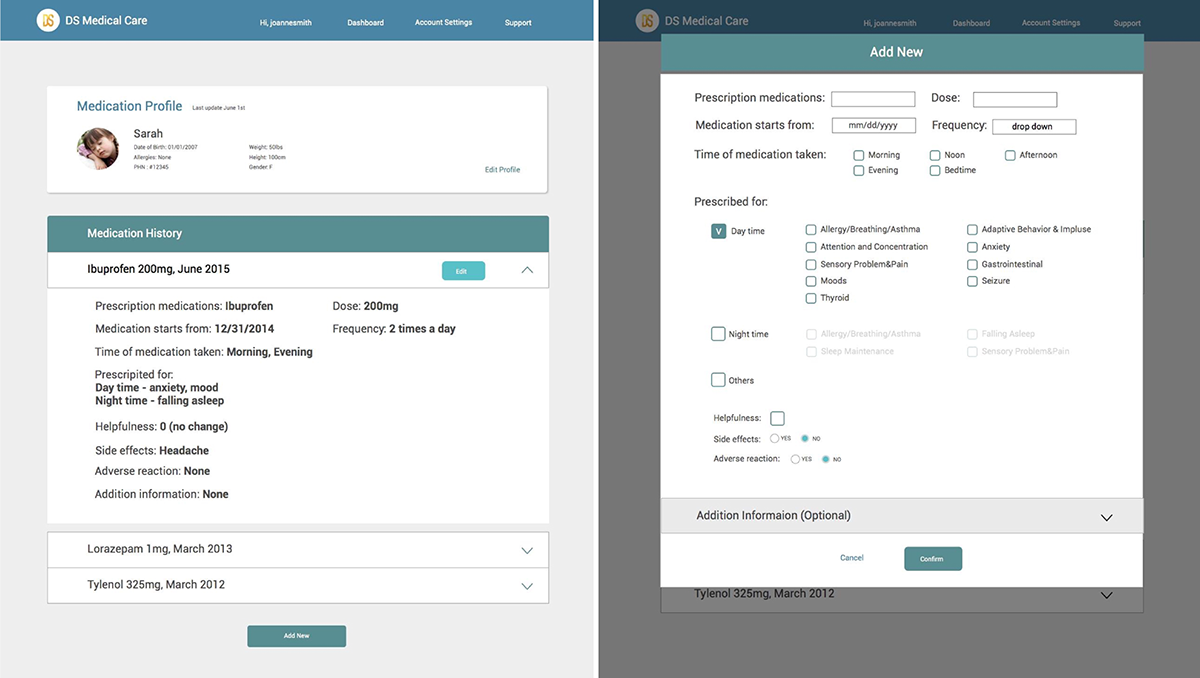 DS DS Medical Care Hi, joannesmith Dashboard Account Settings Support
Medication Profile Last update June 1st
Sarah
Date of Birth: 01/01/2007 Weight: 50lbs
Allergies: None Height: 100cm
PHN : #12345 Gender: F
Edit Profile
Medication History
Ibuprofen 200mg, June 2015 Edit
Prescription medications: Ibuprofen Dose: 200mg
Medication starts from: 12/31/2014 Frequency: 2 times a day
Time of medication taken: Morning, Evening
Prescripited for:
Day time - anxiety, mood
Night time - falling asleep
Helpfulness: 0 (no change)
Side effects: Headache
Adverse reaction: None
Addition information: None
Lorazepam 1mg, March 2013
Tylenol 325mg, March 2012
Add New
DS DS Medical Care Hi, joannesmith Dashboard Account Settings Support
Add New
Prescription medications: Dose:
Medication starts from: mm/dd/yyyy Frequency: drop down
Time of medication taken: Morning Noon Afternoon
Evening Bedtime
Prescribed for:
V Day time Allergy/Breathing/Asthma Adaptive Behavior & Impluse
Attention and Concentration Anxiety
Sensory Problem&Pain Gastrointestinal
Moods Seizure
Thyroid
Night time Allergy/Breathing/Asthma Falling Asleep
Sleep Maintenance Sensory Problem&Pain
Others
Helpfulness:
Side effects: YES NO
Adverse reaction: YES NO
Addition Informaion (Optional)
Cancel Confirm
Tylenol 325mg, March 2012